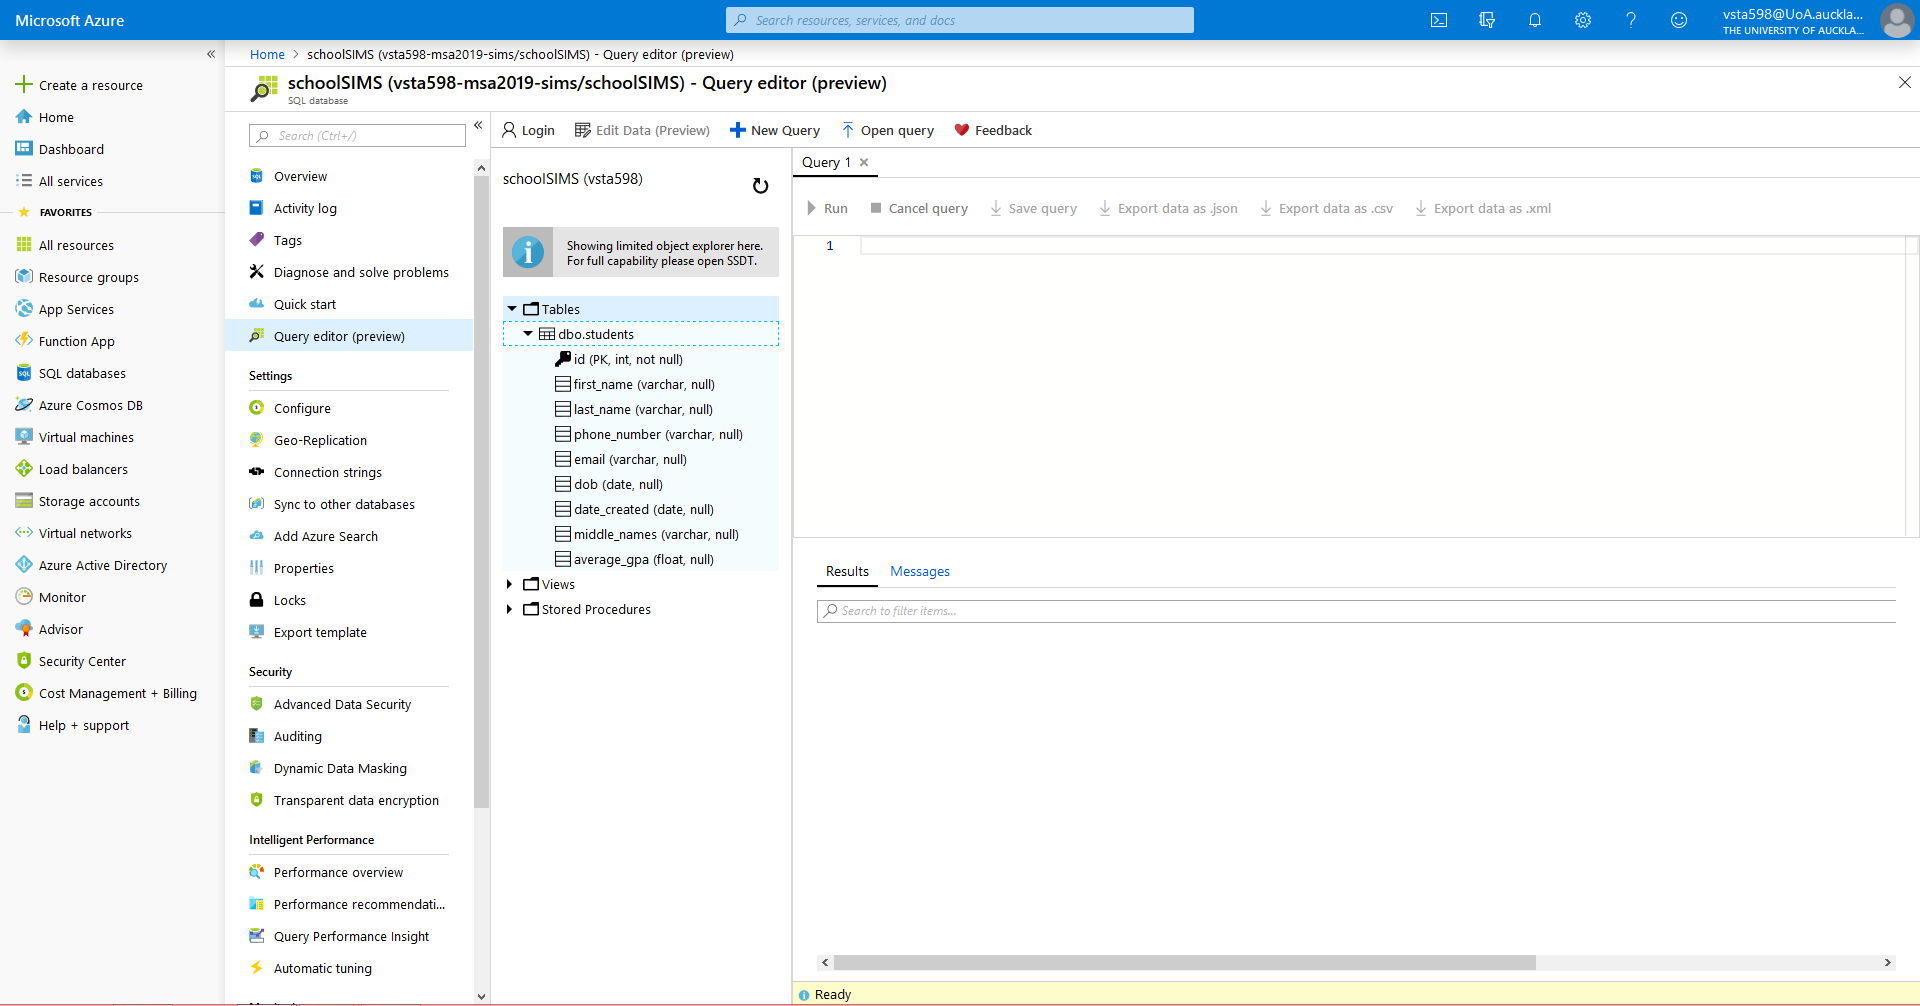 Microsoft Azure
Search resources, services, and docs
vsta598@UoA.auckla...
THE UNIVERSITY OF AUCKLA...
Create a resource
Home
Dashboard
All services
FAVORITES
All resources
Resource groups
App Services
Function App
SQL databases
Azure Cosmos DB
Virtual machines
Load balancers
Storage accounts
Virtual networks
Azure Active Directory
Monitor
Advisor
Security Center
Cost Management + Billing
Help + support
Home > schoolSIMS (vsta598-msa2019-sims/schoolSIMS) - Query editor (preview)
schoolSIMS (vsta598-msa2019-sims/schoolSIMS) - Query editor (preview)
SQL database
Search (Ctrl+/)
Overview
Activity log
Tags
Diagnose and solve problems
Quick start
Query editor (preview)
Settings
Configure
Geo-Replication
Connection strings
Sync to other databases
Add Azure Search
Properties
Locks
Export template
Security
Advanced Data Security
Auditing
Dynamic Data Masking
Transparent data encryption
Intelligent Performance
Performance overview
Performance recommendati...
Query Performance Insight
Automatic tuning
Login Edit Data (Preview) New Query Open query Feedback
schoolSIMS (vsta598)
Showing limited object explorer here.
For full capability please open SSDT.
Tables
dbo.students
id (PK, int, not null)
first_name (varchar, null)
last_name (varchar, null)
phone_number (varchar, null)
email (varchar, null)
dob (date, null)
date_created (date, null)
middle_names (varchar, null)
average_gpa (float, null)
Views
Stored Procedures
Query 1
Run Cancel query Save query Export data as .json Export data as .csv Export data as .xml
1
Results Messages
Search to filter items...
Ready